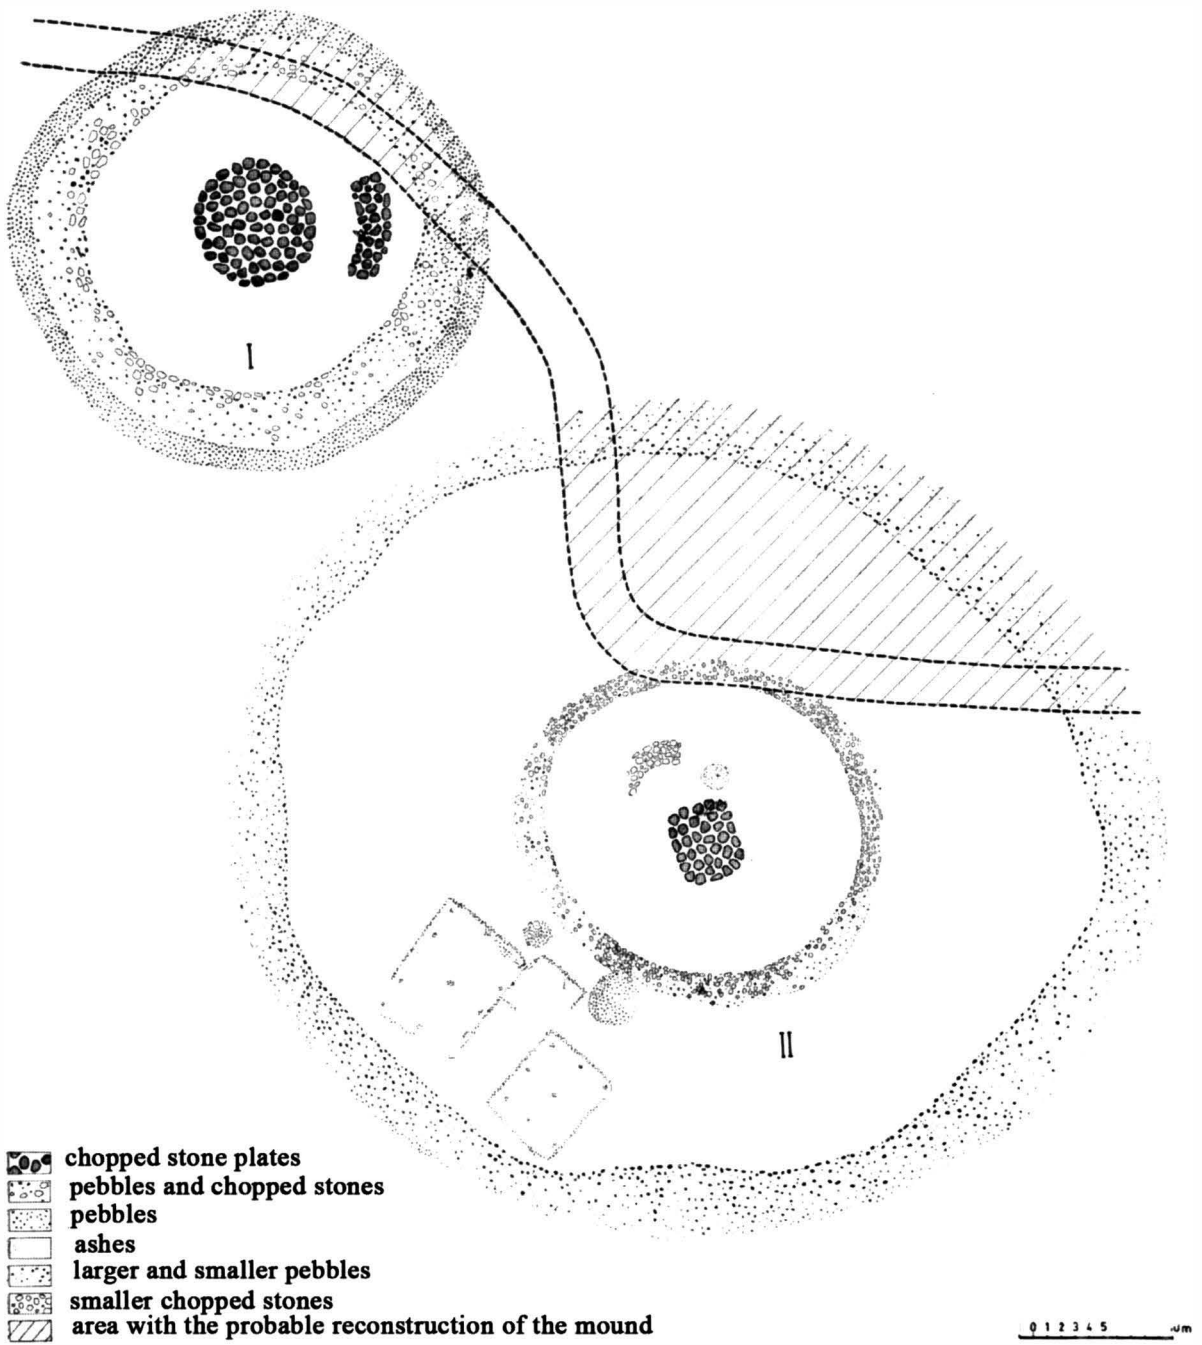 I
II
chopped stone plates
pebbles and chopped stones
pebbles
ashes
larger and smaller pebbles
smaller chopped stones
area with the probable reconstruction of the mound
0 1 2 3 4 5